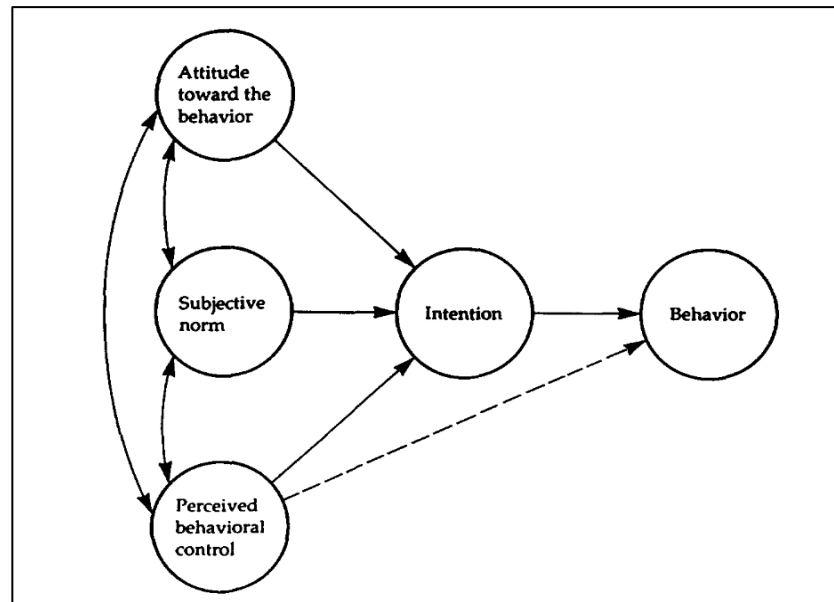 Attitude
toward the
behavior
Subjective
norm
Intention
Behavior
Perceived
behavioral
control